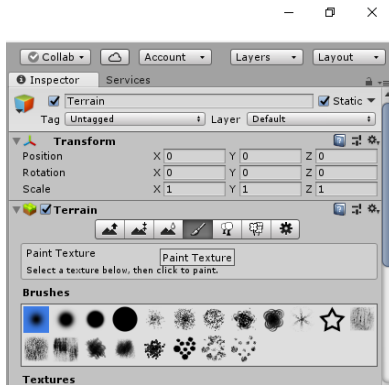 Collab Account Layers Layout
Inspector Services
Terrain Static
Tag Untagged Layer Default
Transform
Position X 0 Y 0 Z 0
Rotation X 0 Y 0 Z 0
Scale X 1 Y 1 Z 1
Terrain
Paint Texture
Paint Texture
Select a texture below, then click to paint.
Brushes
Textures